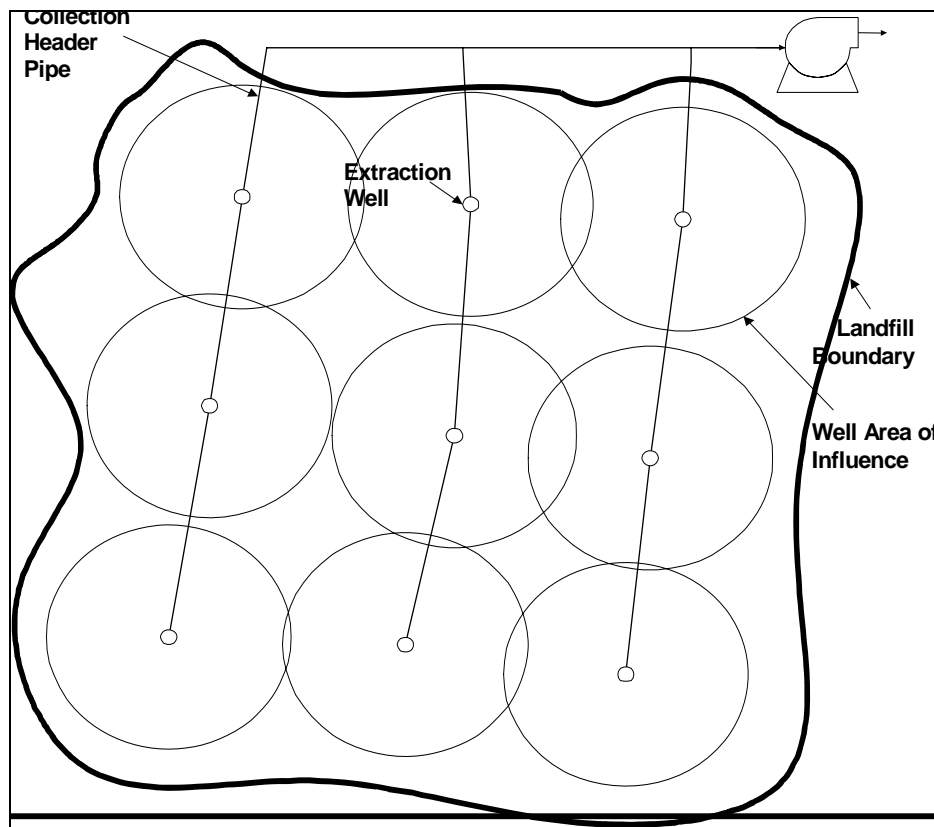 Collection
Header
Pipe
Extraction
Well
Landfill
Boundary
Well Area of
Influence